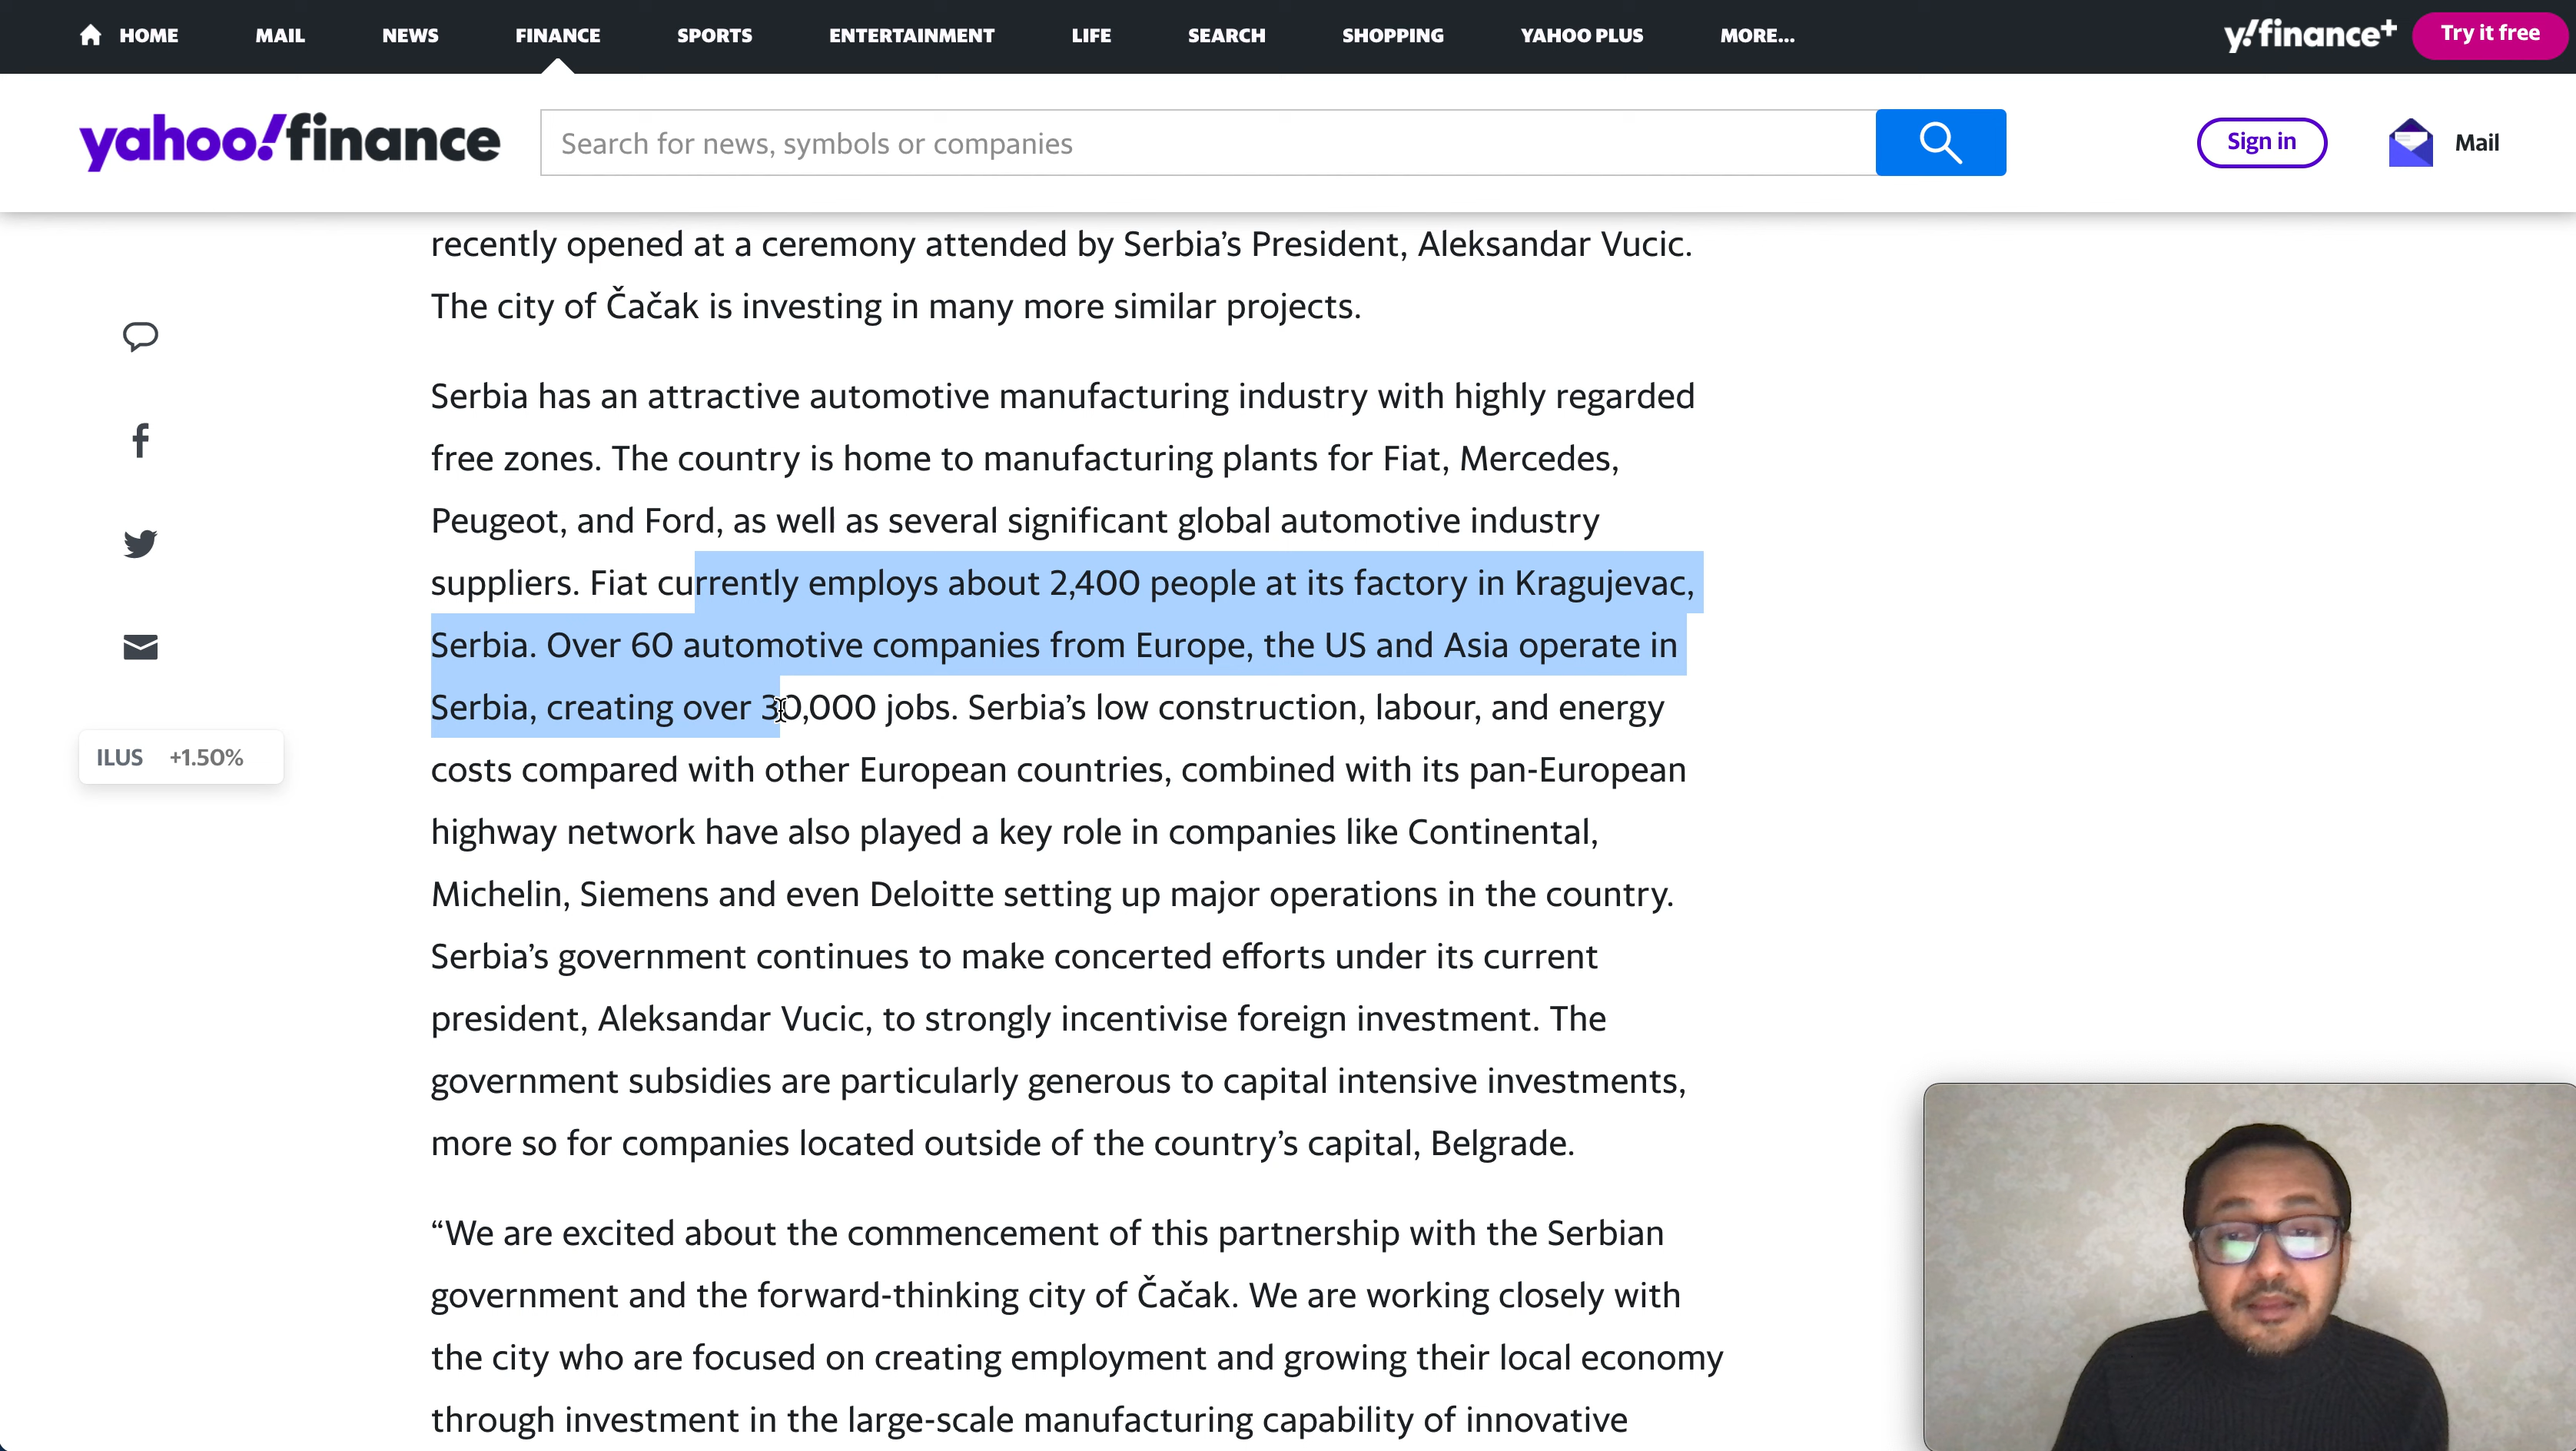 HOME MAIL NEWS FINANCE SPORTS ENTERTAINMENT LIFE SEARCH SHOPPING YAHOO PLUS MORE... y!finance+ Try it free
yahoo!finance Search for news, symbols or companies Sign in Mail
recently opened at a ceremony attended by Serbia’s President, Aleksandar Vucic.
The city of Čačak is investing in many more similar projects.
Serbia has an attractive automotive manufacturing industry with highly regarded
free zones. The country is home to manufacturing plants for Fiat, Mercedes,
Peugeot, and Ford, as well as several significant global automotive industry
suppliers. Fiat currently employs about 2,400 people at its factory in Kragujevac,
Serbia. Over 60 automotive companies from Europe, the US and Asia operate in
Serbia, creating over 30,000 jobs. Serbia’s low construction, labour, and energy
costs compared with other European countries, combined with its pan-European
highway network have also played a key role in companies like Continental,
Michelin, Siemens and even Deloitte setting up major operations in the country.
Serbia’s government continues to make concerted efforts under its current
president, Aleksandar Vucic, to strongly incentivise foreign investment. The
government subsidies are particularly generous to capital intensive investments,
more so for companies located outside of the country’s capital, Belgrade.
“We are excited about the commencement of this partnership with the Serbian
government and the forward-thinking city of Čačak. We are working closely with
the city who are focused on creating employment and growing their local economy
through investment in the large-scale manufacturing capability of innovative
ILUS +1.50%